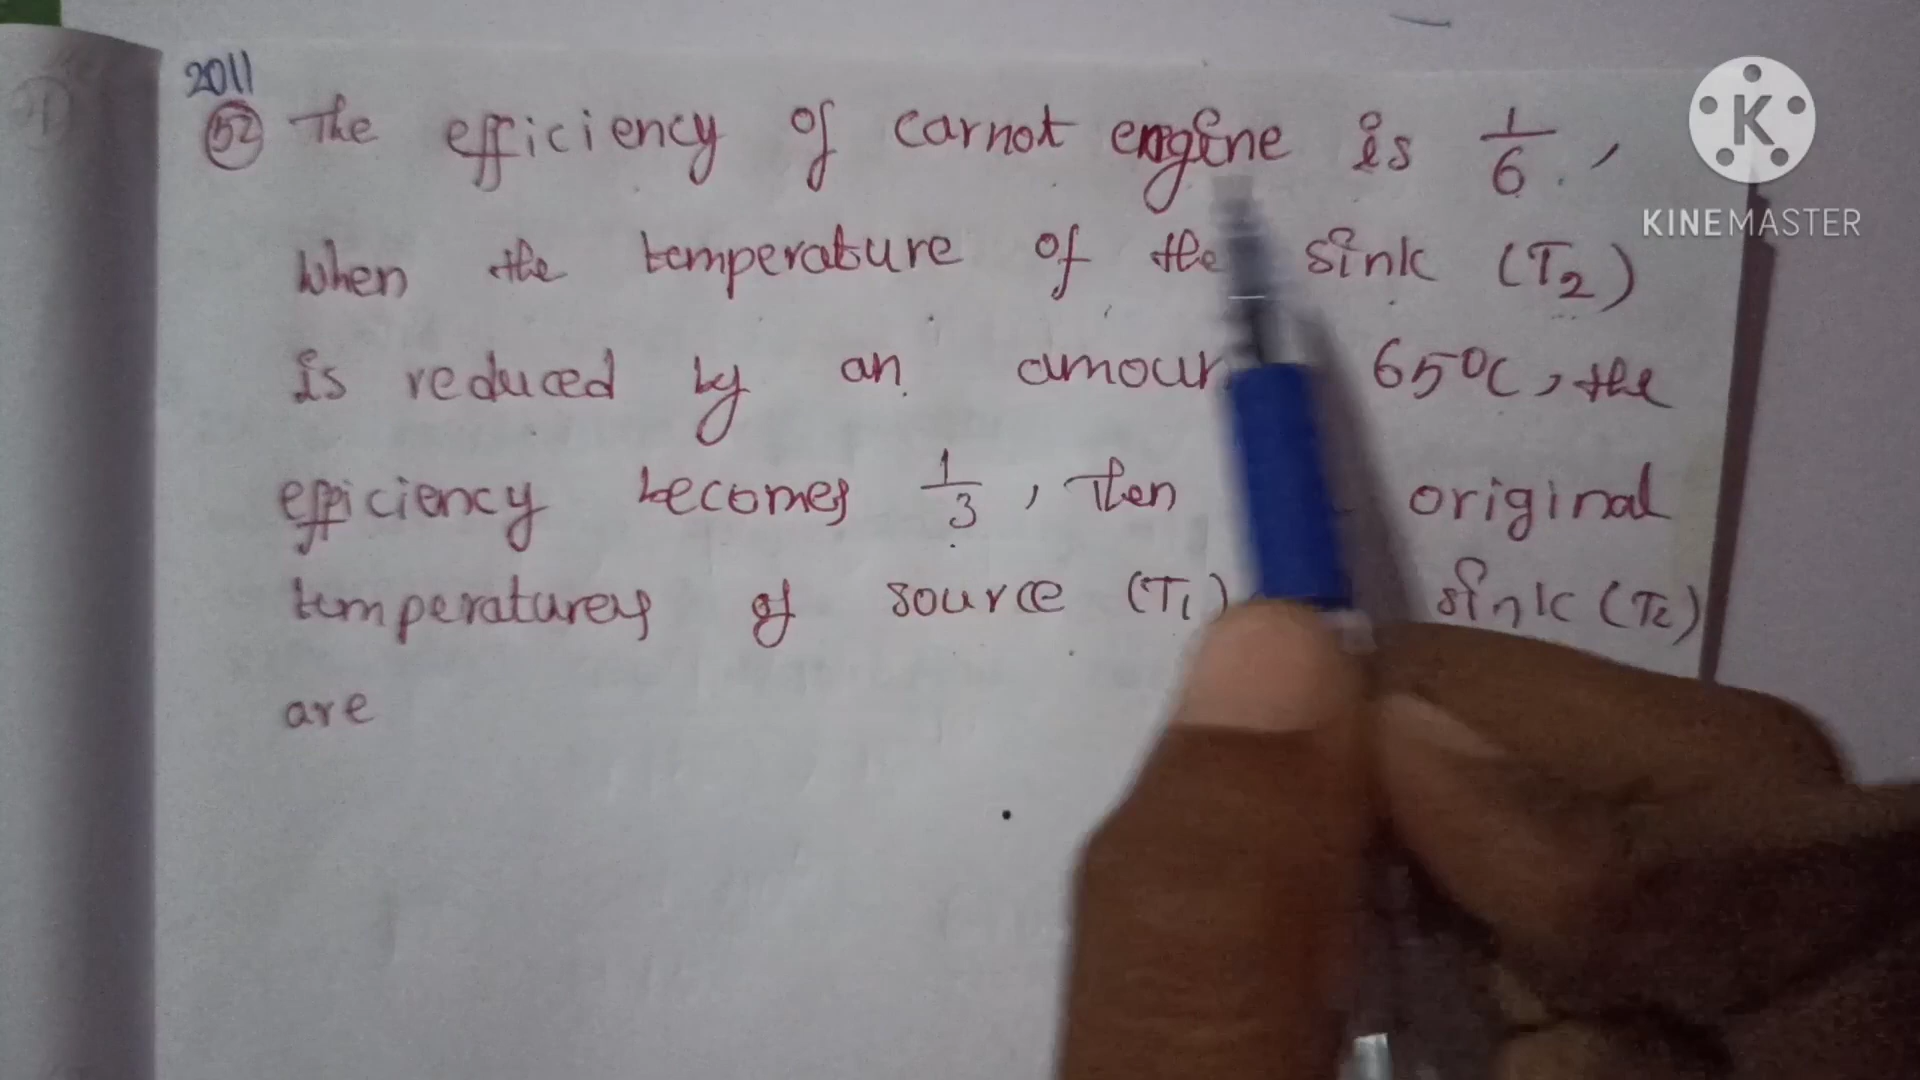 2011
52 The efficiency of carnot engine is 1/6,
KINEMASTER
when the temperature of the sink (T2)
is reduced by an 65°C, the
efficiency becomes 1/3, then original
temperatures of source (T1) sink (T2)
are